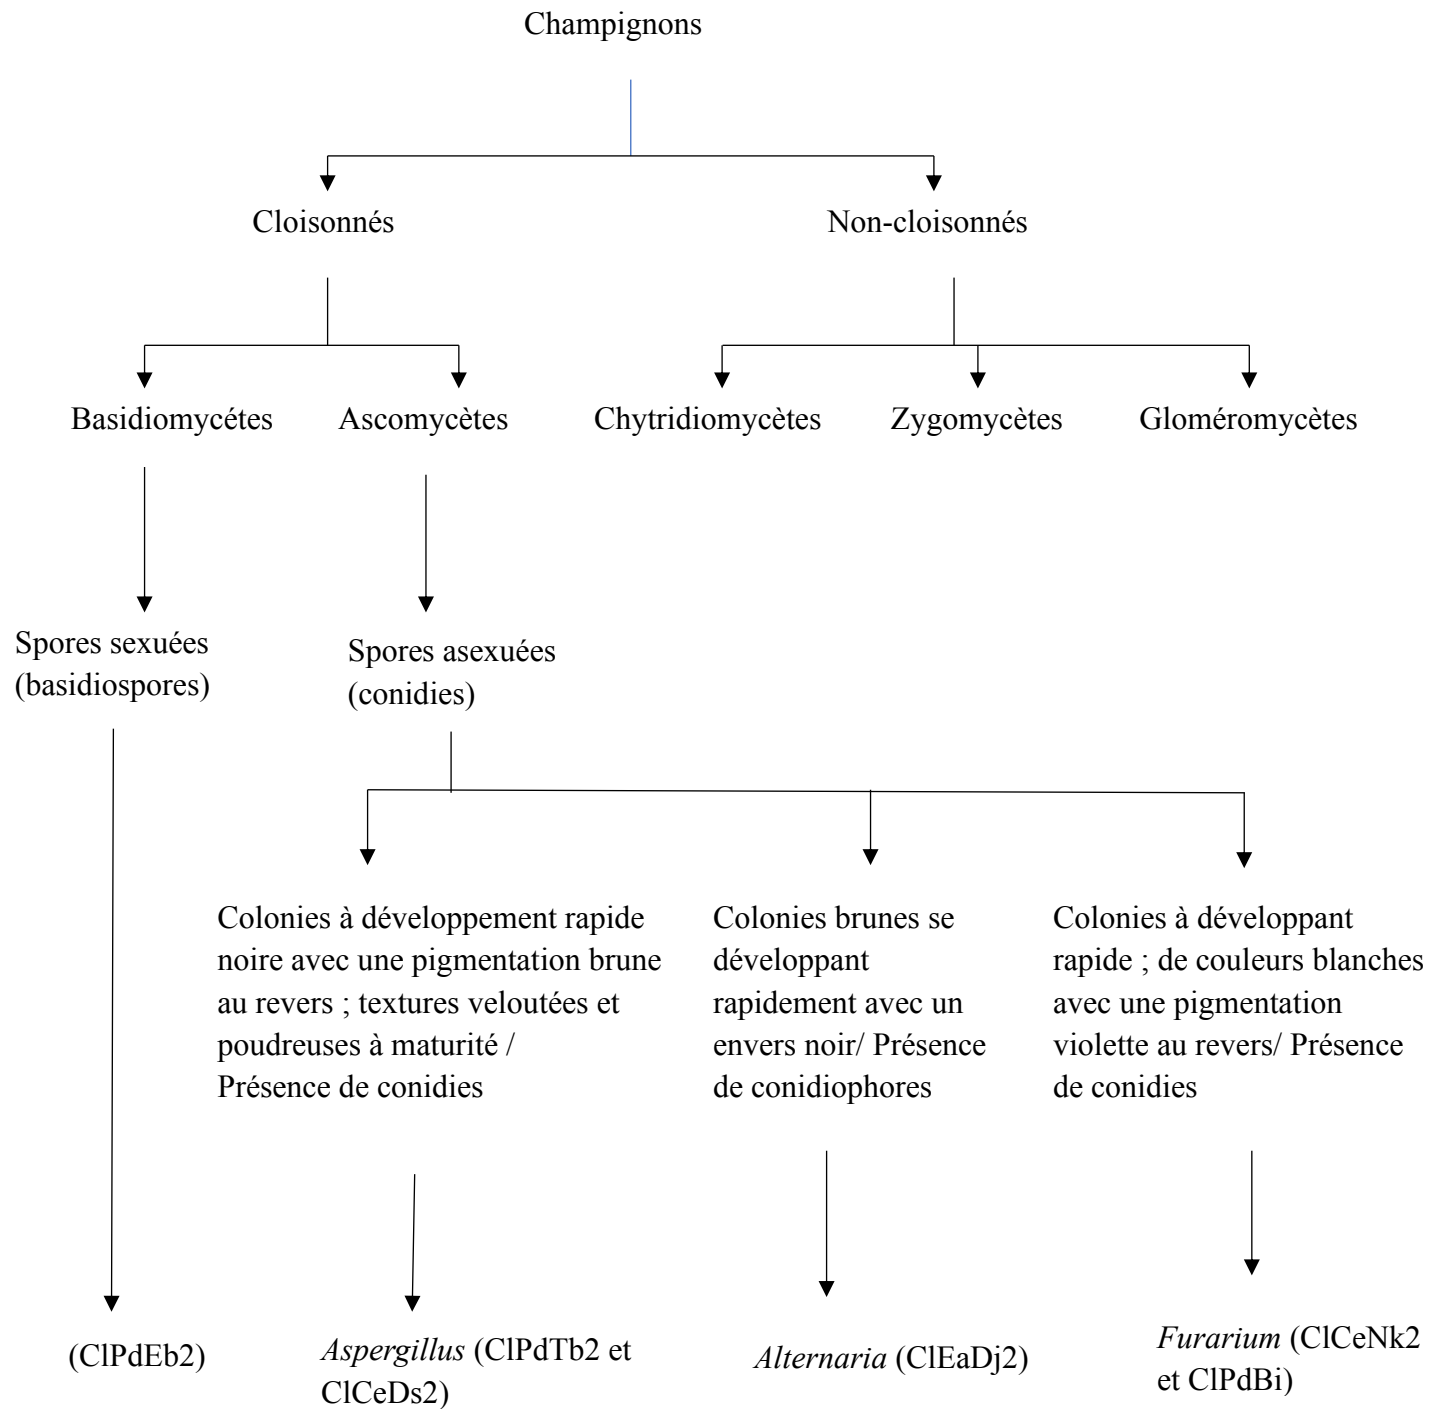 Champignons
Cloisonnés
Non-cloisonnés
Basidiomycétes
Ascomycètes
Chytridiomycètes
Zygomycètes
Gloméromycètes
Spores sexuées
(basidiospores)
Spores asexuées
(conidies)
Colonies à développement rapide
noire avec une pigmentation brune
au revers ; textures veloutées et
poudreuses à maturité /
Présence de conidies
Colonies brunes se
développant
rapidement avec un
envers noir/ Présence
de conidiophores
Colonies à développant
rapide ; de couleurs blanches
avec une pigmentation
violette au revers/ Présence
de conidies
(ClPdEb2)
Aspergillus (ClPdTb2 et
ClCeDs2)
Alternaria (ClEaDj2)
Furarium (ClCeNk2
et ClPdBi)